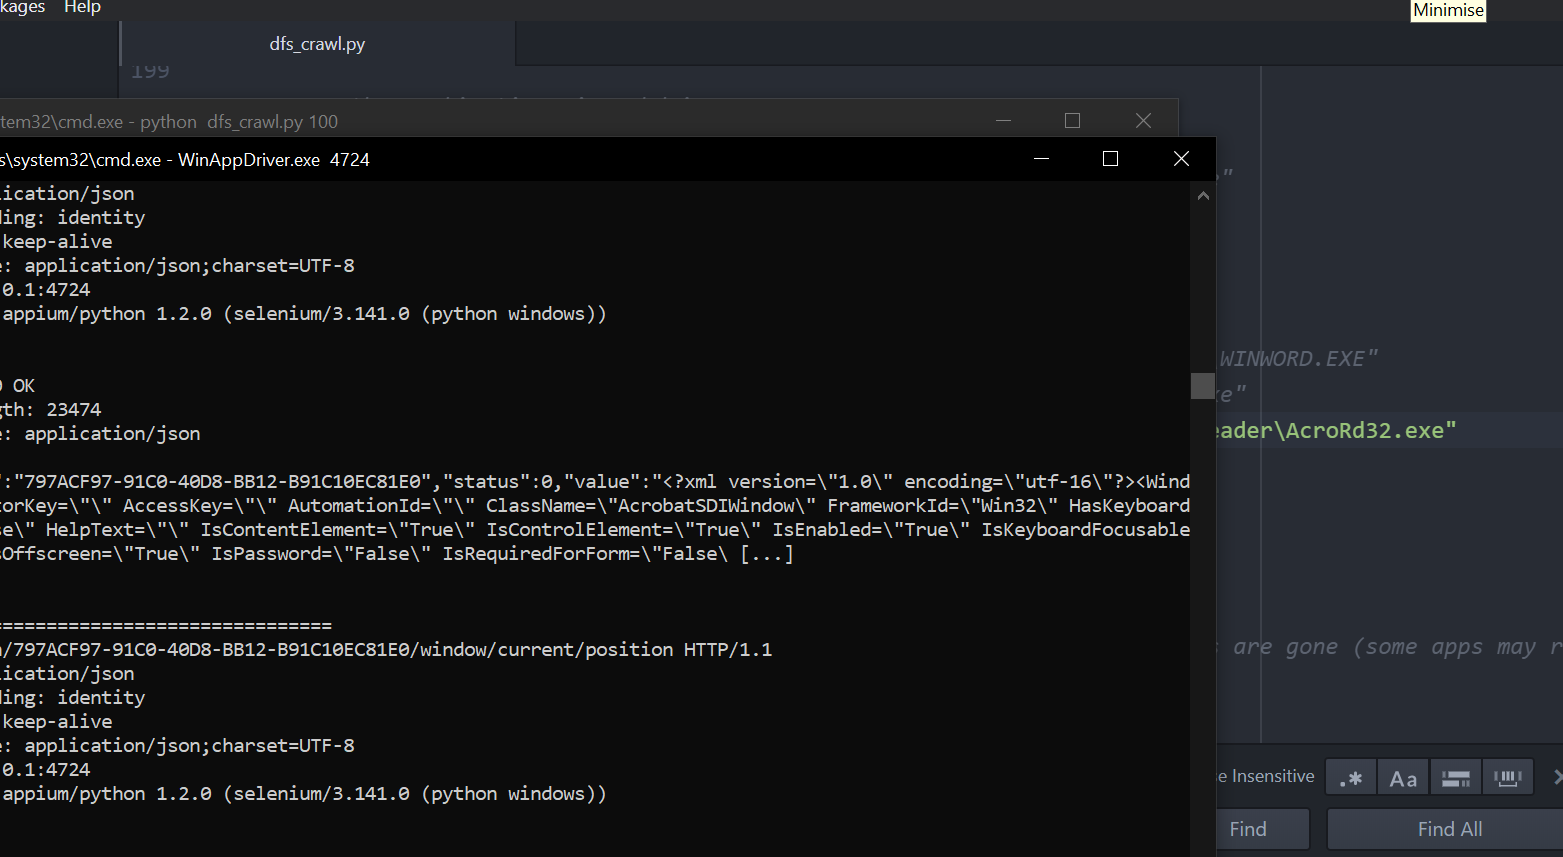 kages Help
Minimise
dfs_crawl.py
199
tem32\cmd.exe - python dfs_crawl.py 100
s\system32\cmd.exe - WinAppDriver.exe 4724
lication/json
ding: identity
keep-alive
e: application/json;charset=UTF-8
0.1:4724
appium/python 1.2.0 (selenium/3.141.0 (python windows))
OK
gth: 23474
e: application/json
":"797ACF97-91C0-40D8-BB12-B91C10EC81E0","status":0,"value":"<?xml version=\"1.0\" encoding=\"utf-16\"?><Wind
torKey=\"\" AccessKey=\"\" AutomationId=\"\" ClassName=\"AcrobatSDIWindow\" FrameworkId=\"Win32\" HasKeyboard
se\" HelpText=\"\" IsContentElement=\"True\" IsControlElement=\"True\" IsEnabled=\"True\" IsKeyboardFocusable
sOffscreen=\"True\" IsPassword=\"False\" IsRequiredForForm=\"False\ [...]
==============================
n/797ACF97-91C0-40D8-BB12-B91C10EC81E0/window/current/position HTTP/1.1
lication/json
ding: identity
keep-alive
e: application/json;charset=UTF-8
0.1:4724
appium/python 1.2.0 (selenium/3.141.0 (python windows))
"
WINWORD.EXE"
xe"
eader\AcroRd32.exe"
s are gone (some apps may r
se Insensitive
.* Aa
Find
Find All